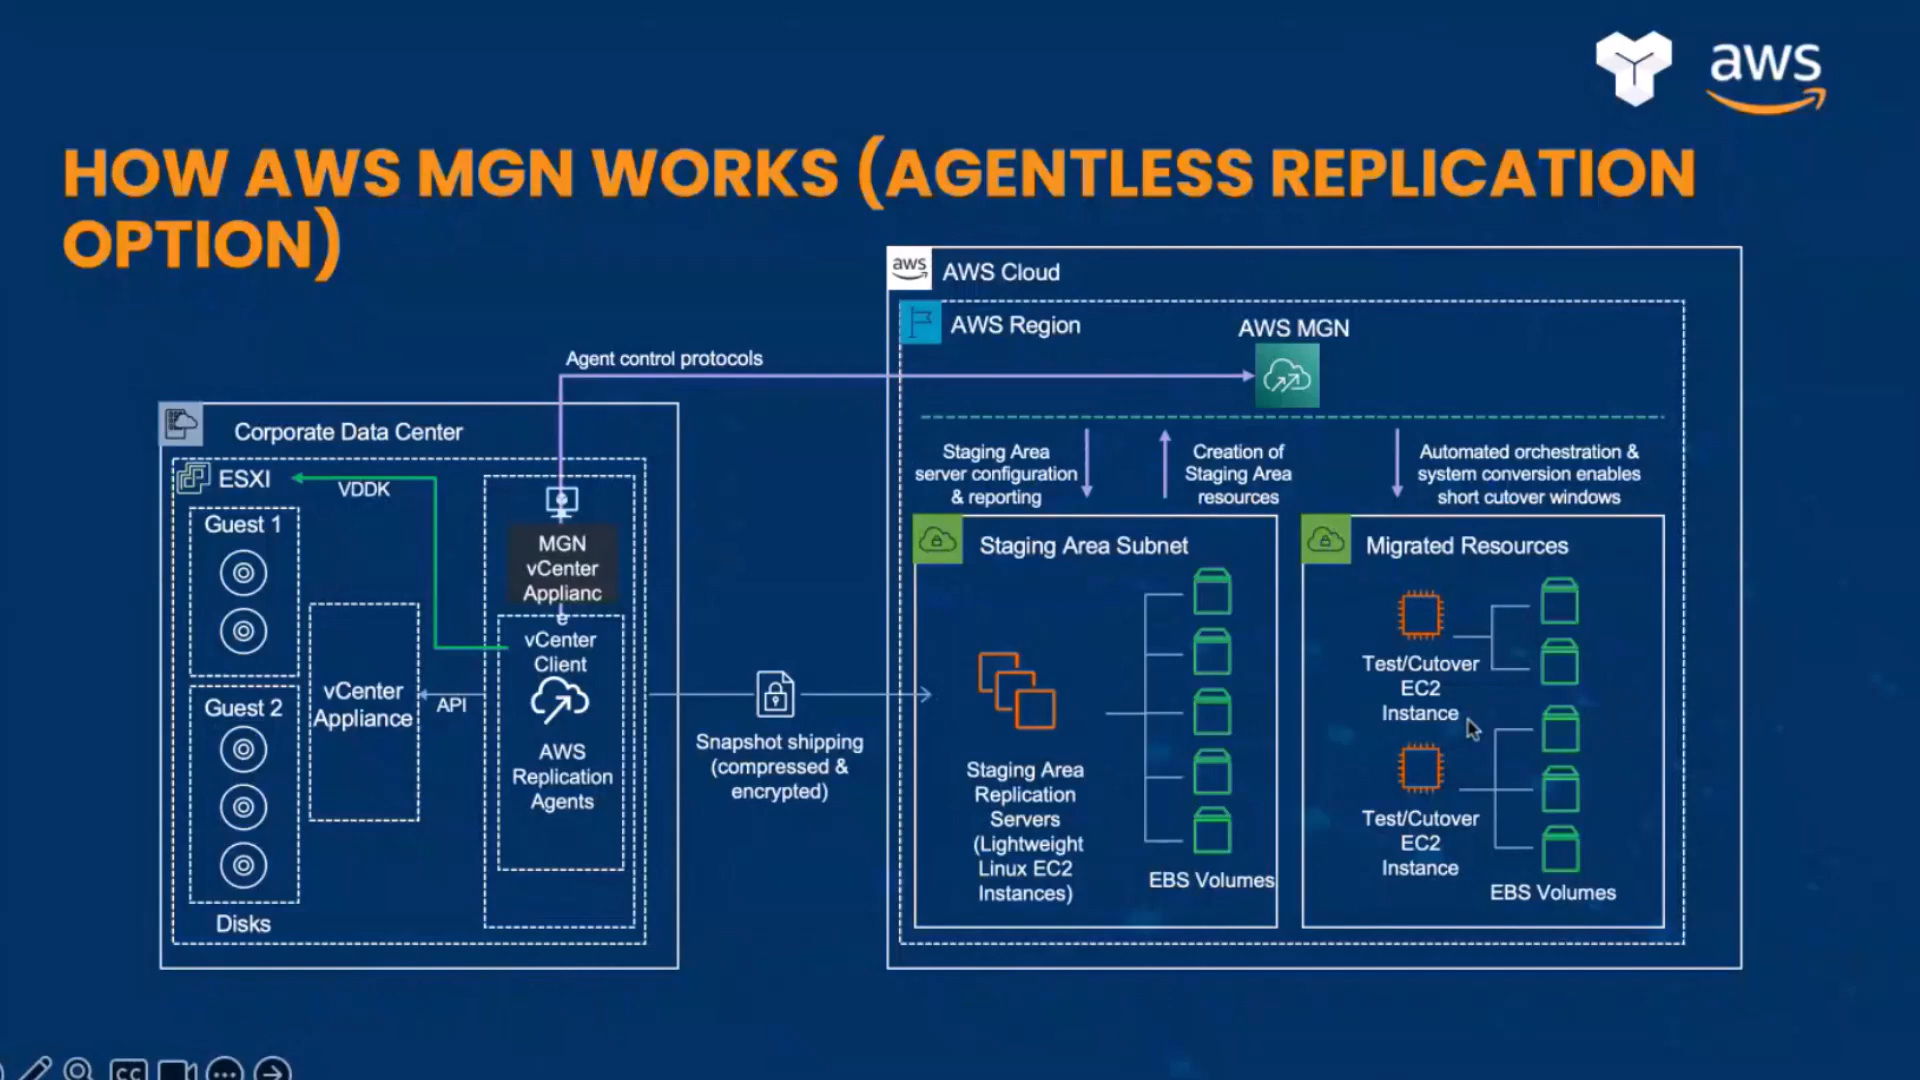 aws
HOW AWS MGN WORKS (AGENTLESS REPLICATION
OPTION)
aws
AWS Cloud
AWS Region
AWS MGN
Agent control protocols
Corporate Data Center
ESXI
VDDK
Guest 1
Guest 2
Disks
vCenter
Appliance
API
MGN
vCenter
Applianc
e
vCenter
Client
AWS
Replication
Agents
Snapshot shipping
(compressed &
encrypted)
Staging Area
server configuration
& reporting
Creation of
Staging Area
resources
Automated orchestration &
system conversion enables
short cutover windows
Staging Area Subnet
Staging Area
Replication
Servers
(Lightweight
Linux EC2
Instances)
EBS Volumes
Migrated Resources
Test/Cutover
EC2
Instance
Test/Cutover
EC2
Instance
EBS Volumes
CC